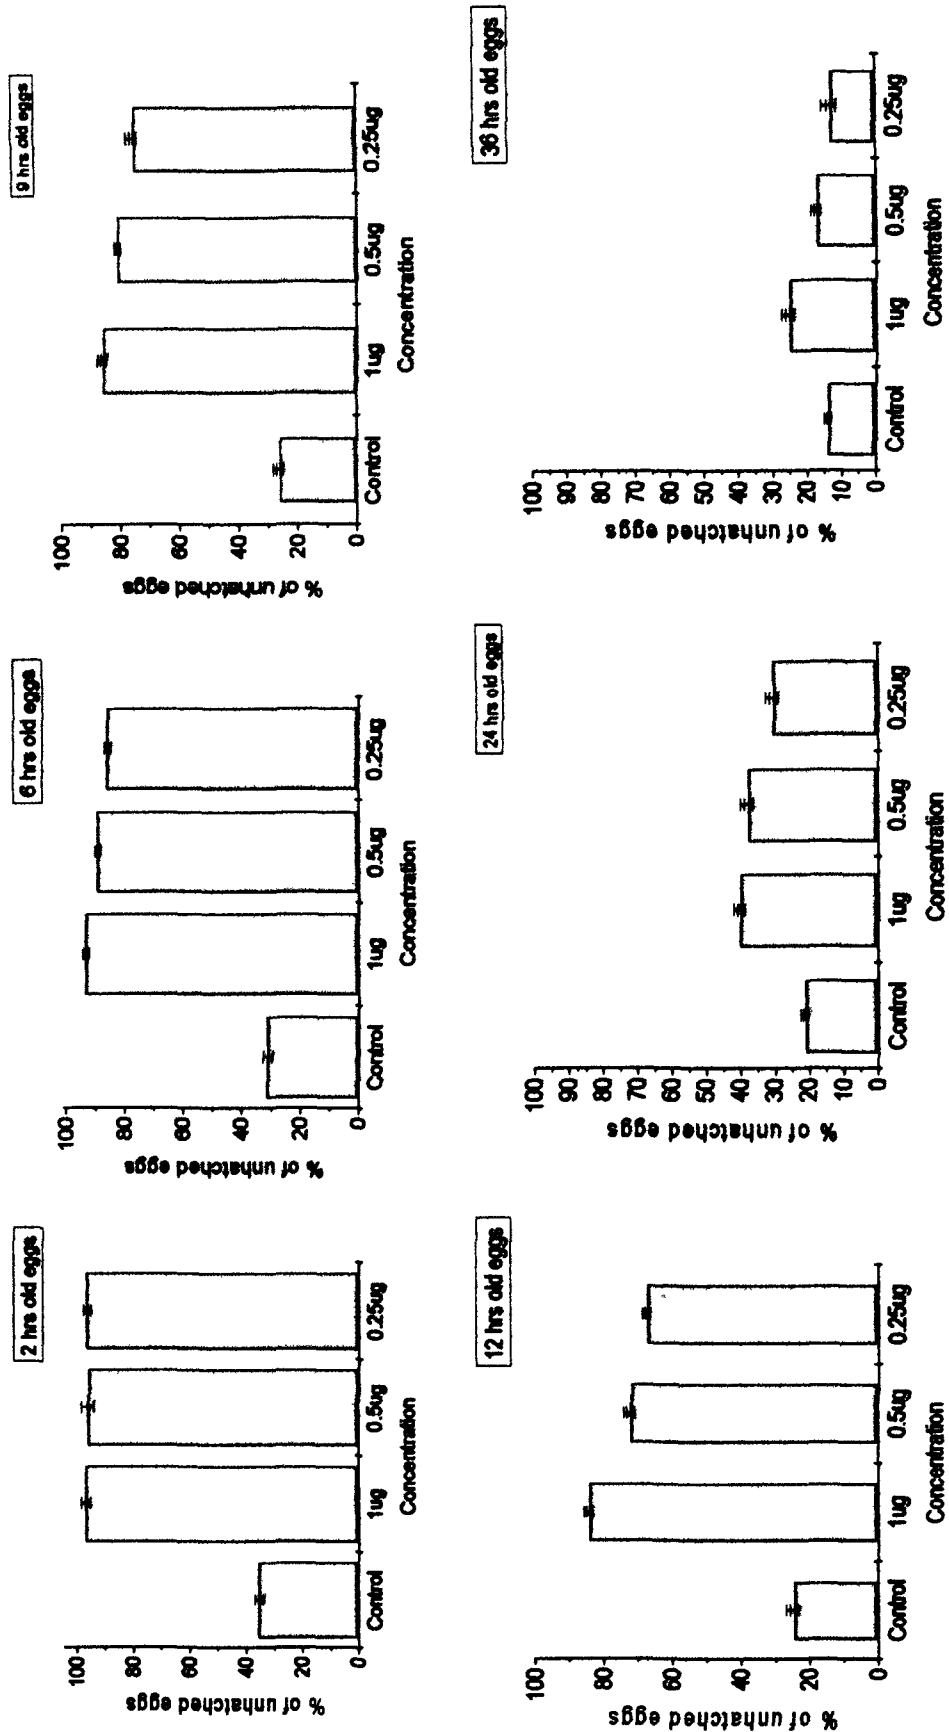 2 hrs old eggs
% of unhatched eggs
100
80
60
40
20
0
Control 1ug 0.5ug 0.25ug
Concentration
6 hrs old eggs
% of unhatched eggs
100
80
60
40
20
0
Control 1ug 0.5ug 0.25ug
Concentration
9 hrs old eggs
% of unhatched eggs
100
80
60
40
20
0
Control 1ug 0.5ug 0.25ug
Concentration
12 hrs old eggs
% of unhatched eggs
100
80
60
40
20
0
Control 1ug 0.5ug 0.25ug
Concentration
24 hrs old eggs
% of unhatched eggs
100
90
80
70
60
50
40
30
20
10
0
Control 1ug 0.5ug 0.25ug
Concentration
36 hrs old eggs
% of unhatched eggs
100
90
80
70
60
50
40
30
20
10
0
Control 1ug 0.5ug 0.25ug
Concentration